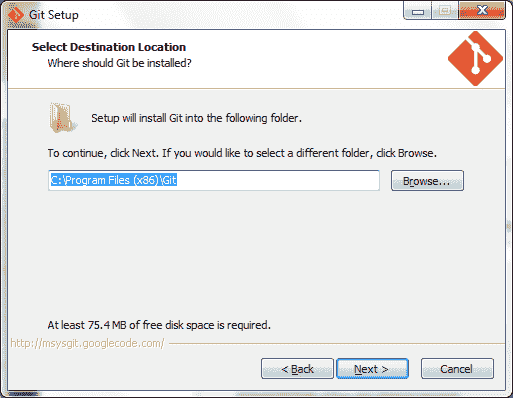 Git Setup
Select Destination Location
Where should Git be installed?
Setup will install Git into the following folder.
To continue, click Next. If you would like to select a different folder, click Browse.
C:\Program Files (x86)\Git
Browse...
At least 75.4 MB of free disk space is required.
http://msysgit.googlecode.com/
< Back
Next >
Cancel